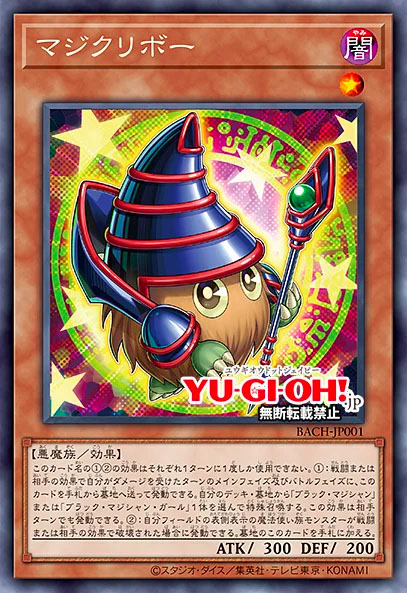 マジクリボー
やみ
闇
ユウギオウドットジェイピー
YU-GI-OH!.jp
無断転載禁止
BACH-JP001
【悪魔族/効果】
このカード名の①②の効果はそれぞれ1ターンに1度しか使用できない。①:戦闘または
相手の効果で自分がダメージを受けたターンのメインフェイズ及びバトルフェイズに、この
カードを手札から墓地へ送って発動できる。自分のデッキ・墓地から「ブラック・マジシャン」
または「ブラック・マジシャン・ガール」1体を選んで特殊召喚する。この効果は相手
ターンでも発動できる。②:自分フィールドの表側表示の魔法使い族モンスターが戦闘
または相手の効果で破壊された場合に発動できる。墓地のこのカードを手札に加える。
ATK/ 300 DEF/ 200
©スタジオ・ダイス/集英社・テレビ東京・KONAMI